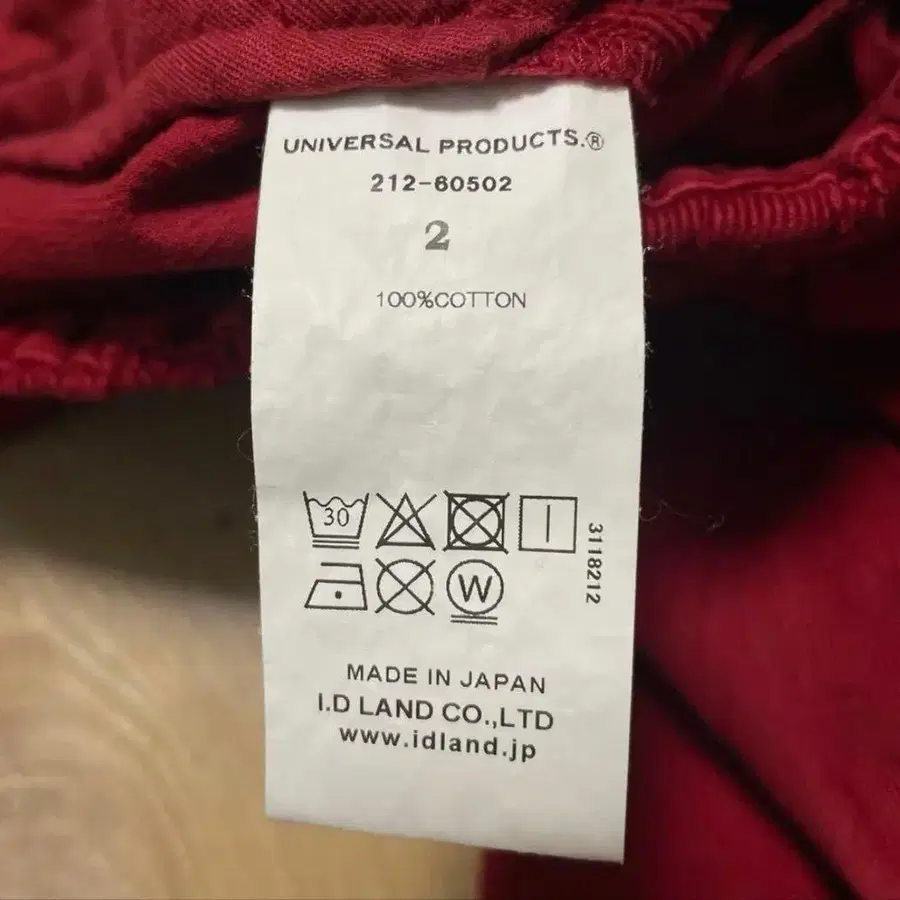 UNIVERSAL PRODUCTS.®
212-60502
2
100%COTTON
30
3118212
W
MADE IN JAPAN
I.D LAND CO.,LTD
www.idland.jp